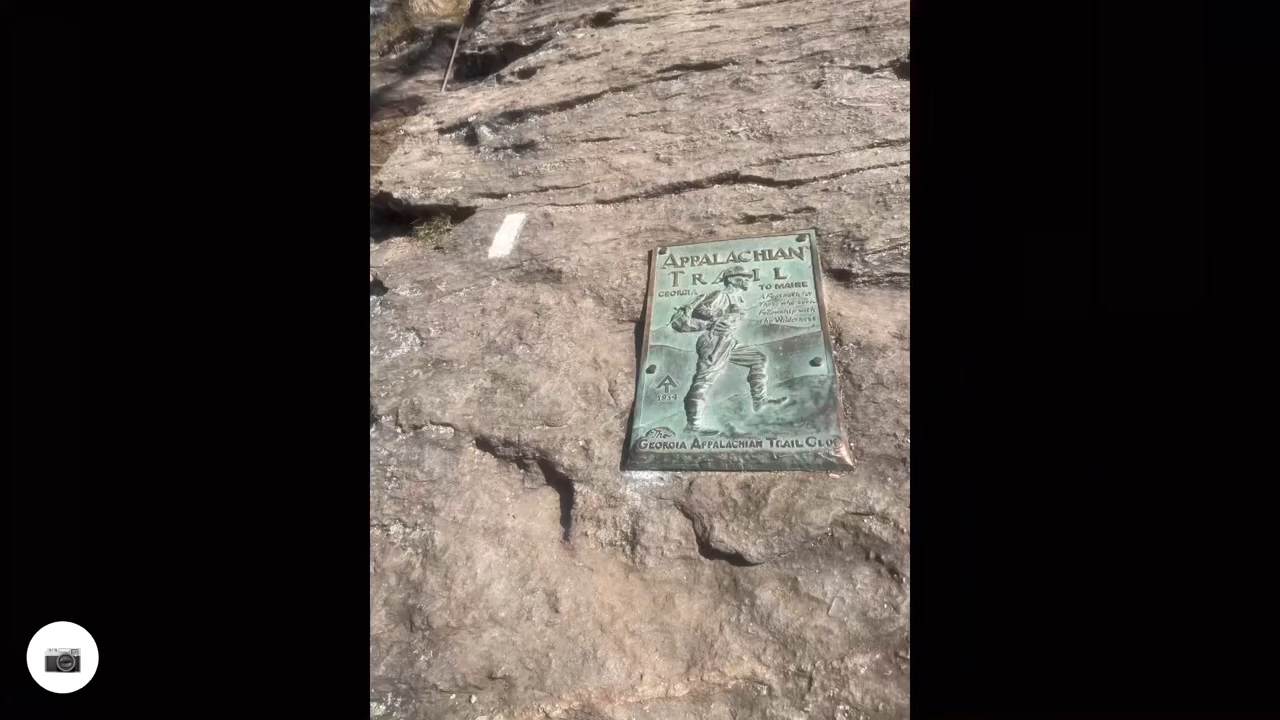 APPALACHIAN
TRAIL
GEORGIA TO MAINE
A Footpath for
Those who seek
Fellowship with
the Wilderness
1934
The
GEORGIA APPALACHIAN TRAIL CLUB